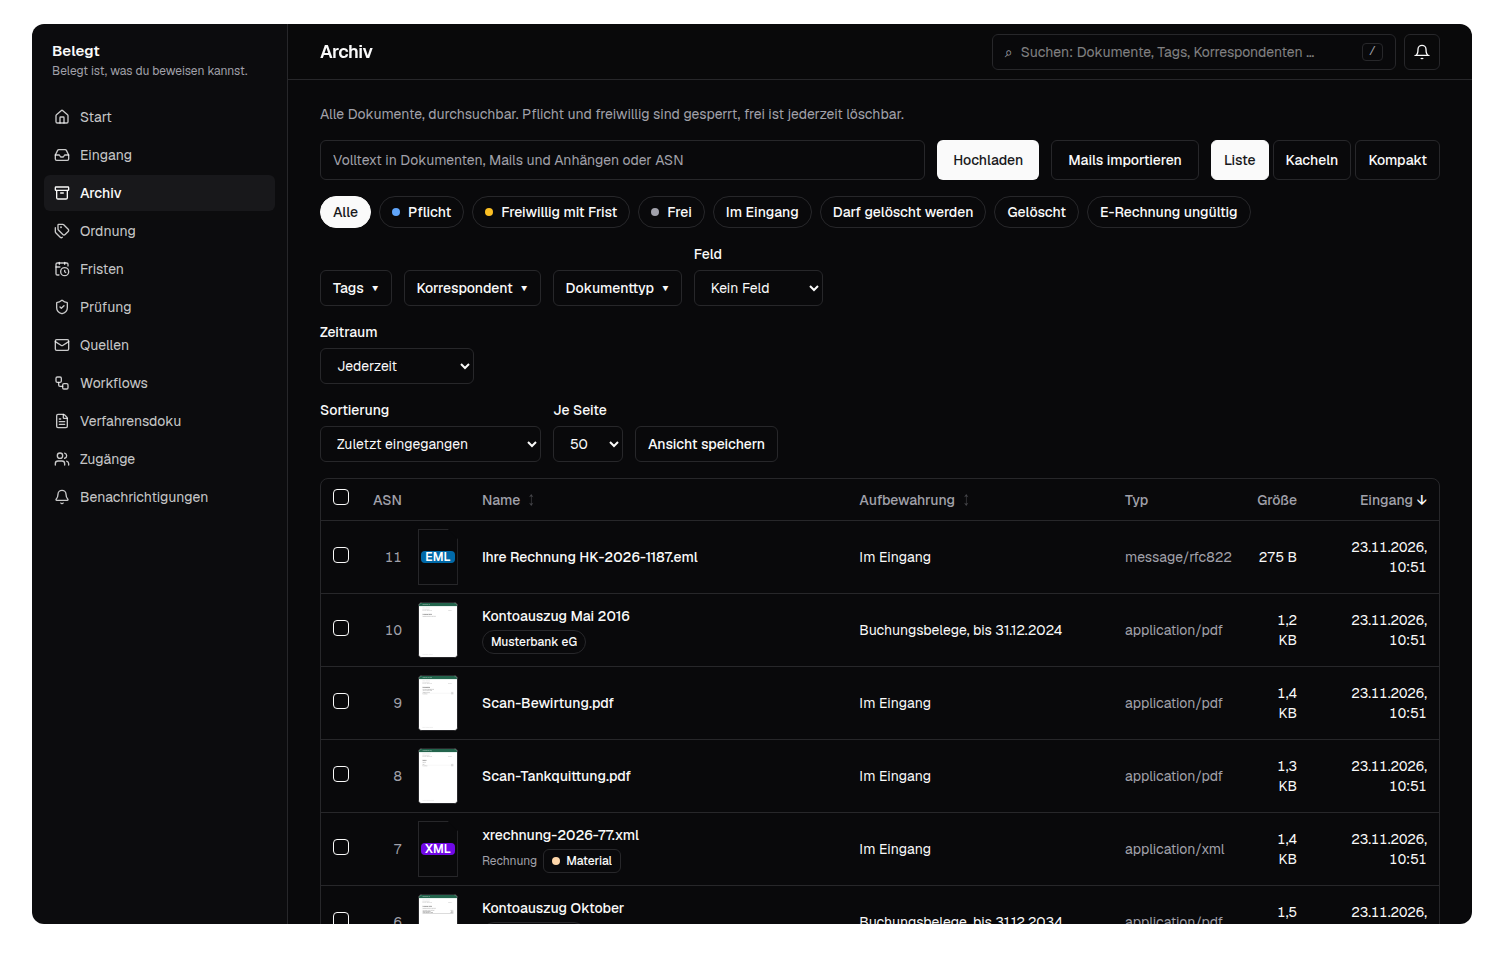 Belegt
Belegt ist, was du beweisen kannst.
Start
Eingang
Archiv
Ordnung
Fristen
Prüfung
Quellen
Workflows
Verfahrensdoku
Zugänge
Benachrichtigungen
Archiv
Suchen: Dokumente, Tags, Korrespondenten ... /
Alle Dokumente, durchsuchbar. Pflicht und freiwillig sind gesperrt, frei ist jederzeit löschbar.
Volltext in Dokumenten, Mails und Anhängen oder ASN Hochladen Mails importieren Liste Kacheln Kompakt
Alle Pflicht Freiwillig mit Frist Frei Im Eingang Darf gelöscht werden Gelöscht E-Rechnung ungültig
Feld
Tags Korrespondent Dokumenttyp Kein Feld
Zeitraum
Jederzeit
Sortierung Je Seite
Zuletzt eingegangen 50 Ansicht speichern
ASN Name Aufbewahrung Typ Größe Eingang
11 EML Ihre Rechnung HK-2026-1187.eml Im Eingang message/rfc822 275 B 23.11.2026, 10:51
10 Kontoauszug Mai 2016 Buchungsbelege, bis 31.12.2024 application/pdf 1,2 KB 23.11.2026, 10:51
Musterbank eG
9 Scan-Bewirtung.pdf Im Eingang application/pdf 1,4 KB 23.11.2026, 10:51
8 Scan-Tankquittung.pdf Im Eingang application/pdf 1,3 KB 23.11.2026, 10:51
7 XML xrechnung-2026-77.xml Im Eingang application/xml 1,4 KB 23.11.2026, 10:51
Rechnung Material
6 Kontoauszug Oktober Buchungsbelege, bis 31.12.2034 application/pdf 1,5 23.11.2026,